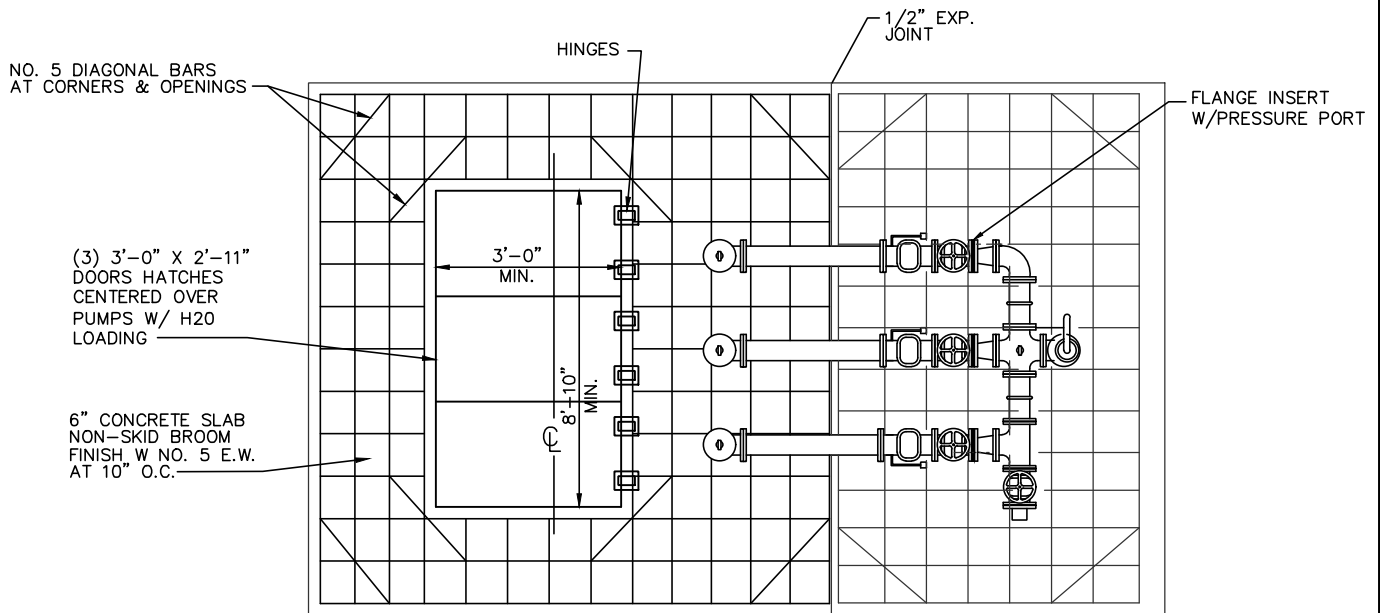 1/2" EXP.
JOINT
HINGES
NO. 5 DIAGONAL BARS
AT CORNERS & OPENINGS
FLANGE INSERT
W/PRESSURE PORT
(3) 3'-0" X 2'-11"
DOORS HATCHES
CENTERED OVER
PUMPS W/ H20
LOADING
3'-0"
MIN.
8'-10"
MIN.
℄
6" CONCRETE SLAB
NON-SKID BROOM
FINISH W NO. 5 E.W.
AT 10" O.C.